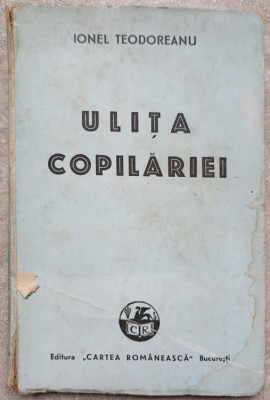 IONEL TEODOREANU
ULIȚA
COPILĂRIEI
CR
Editura „CARTEA ROMÂNEASCĂ" București